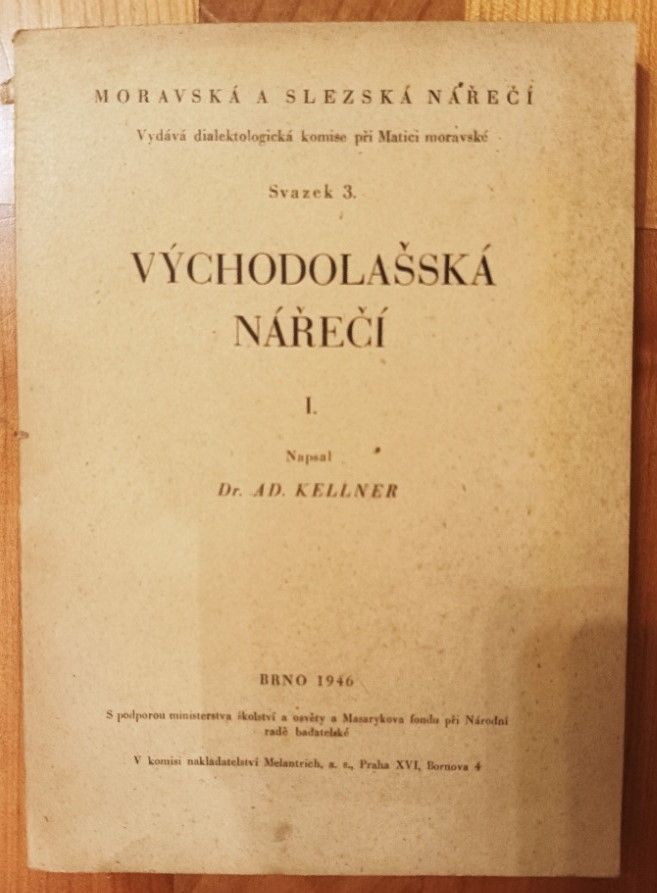 MORAVSKÁ A SLEZSKÁ NÁŘEČÍ
Vydává dialektologická komise při Matici moravské
Svazek 3.
VÝCHODOLAŠSKÁ
NÁŘEČÍ
I.
Napsal
Dr. AD. KELLNER
BRNO 1946
S podporou ministerstva školství a osvěty a Masarykova fondu při Národní
radě badatelské
V komisi nakladatelství Melantrich, a. s., Praha XVI, Bornova 4